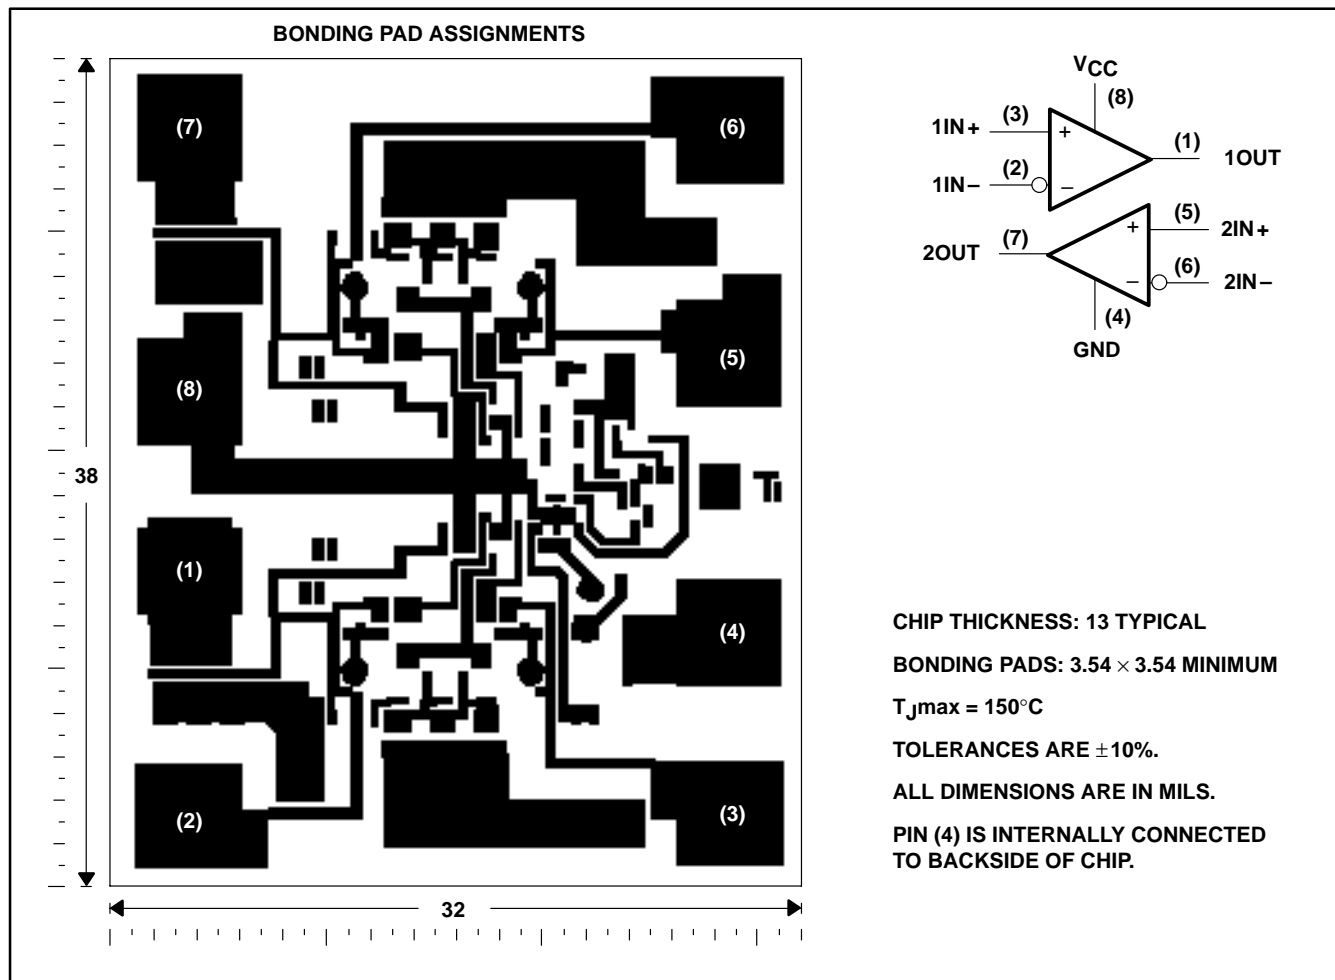 BONDING PAD ASSIGNMENTS
(7)
(6)
(5)
(8)
38
(1)
(4)
(2)
(3)
32
TI
VCC
(8)
1IN+
(3)
+
(1)
1OUT
1IN−
(2)
−
(5)
2IN+
+
2OUT
(7)
(6)
2IN−
−
(4)
GND
CHIP THICKNESS: 13 TYPICAL
BONDING PADS: 3.54 × 3.54 MINIMUM
TJmax = 150°C
TOLERANCES ARE ±10%.
ALL DIMENSIONS ARE IN MILS.
PIN (4) IS INTERNALLY CONNECTED
TO BACKSIDE OF CHIP.